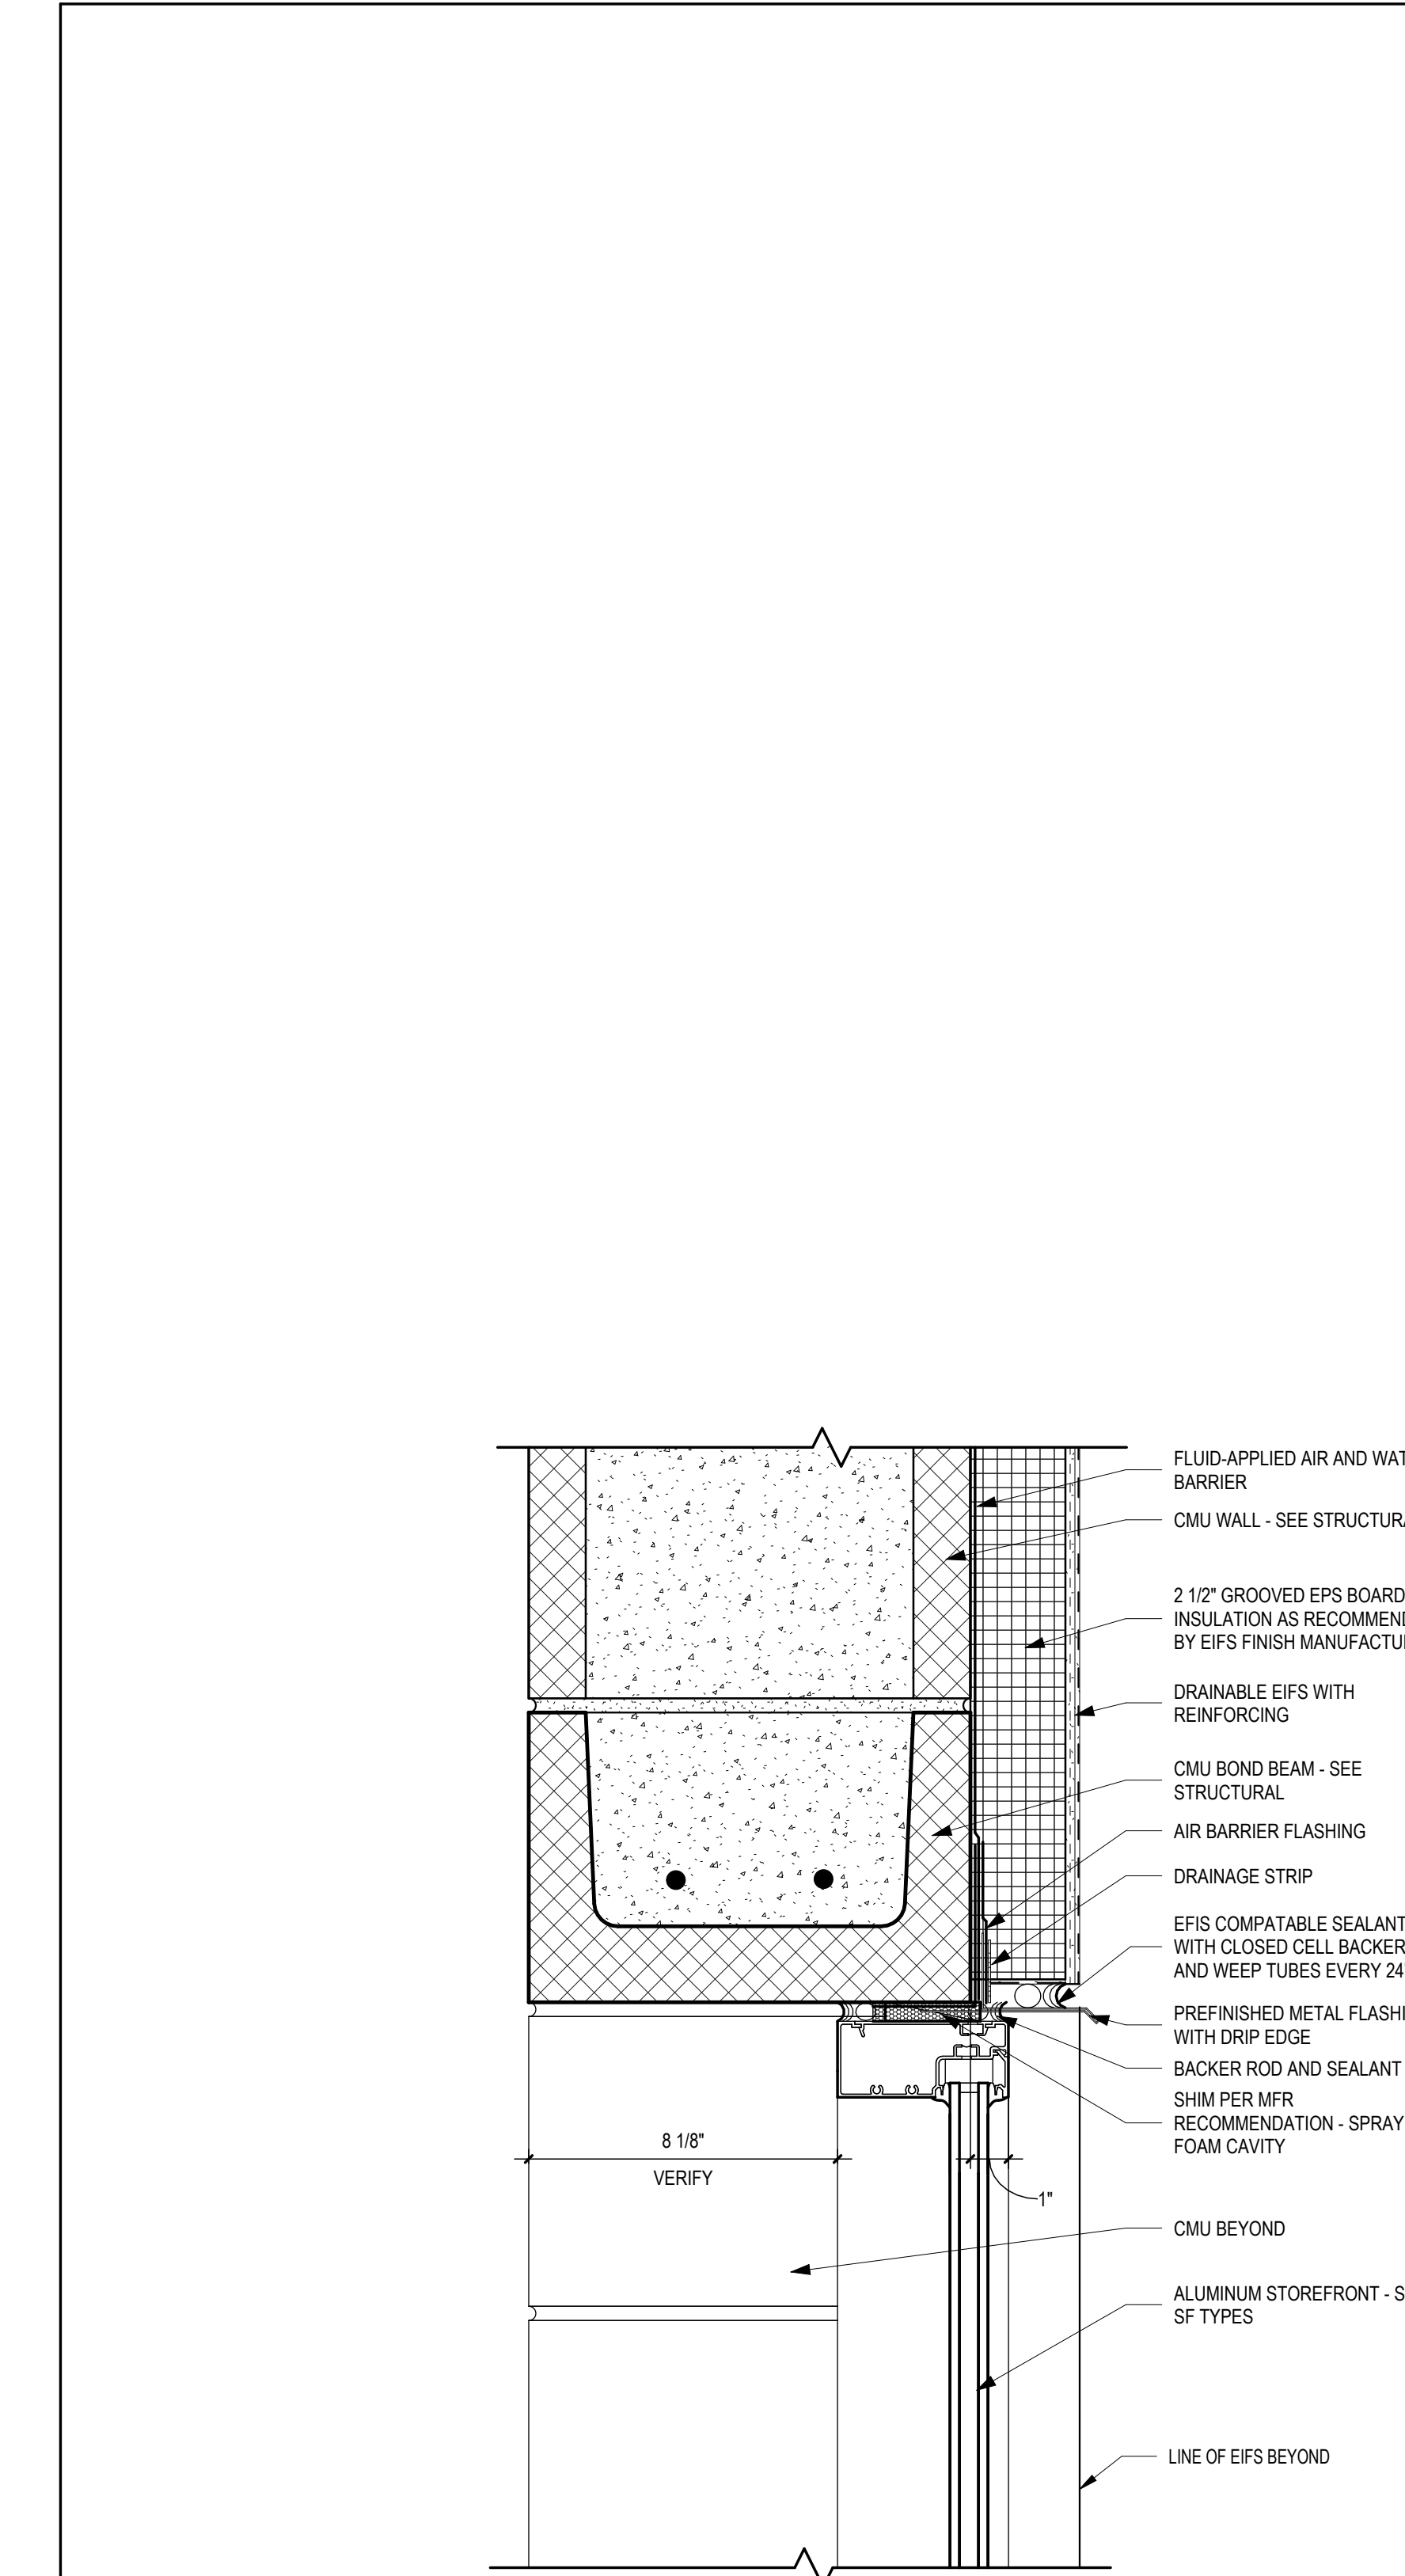 FLUID-APPLIED AIR AND WAT
BARRIER
CMU WALL - SEE STRUCTURA
2 1/2" GROOVED EPS BOARD
INSULATION AS RECOMMEND
BY EIFS FINISH MANUFACTU
DRAINABLE EIFS WITH
REINFORCING
CMU BOND BEAM - SEE
STRUCTURAL
AIR BARRIER FLASHING
DRAINAGE STRIP
EFIS COMPATABLE SEALANT
WITH CLOSED CELL BACKER
AND WEEP TUBES EVERY 24"
PREFINISHED METAL FLASHI
WITH DRIP EDGE
BACKER ROD AND SEALANT
SHIM PER MFR
RECOMMENDATION - SPRAY
FOAM CAVITY
8 1/8"
VERIFY
1"
CMU BEYOND
ALUMINUM STOREFRONT - S
SF TYPES
LINE OF EIFS BEYOND